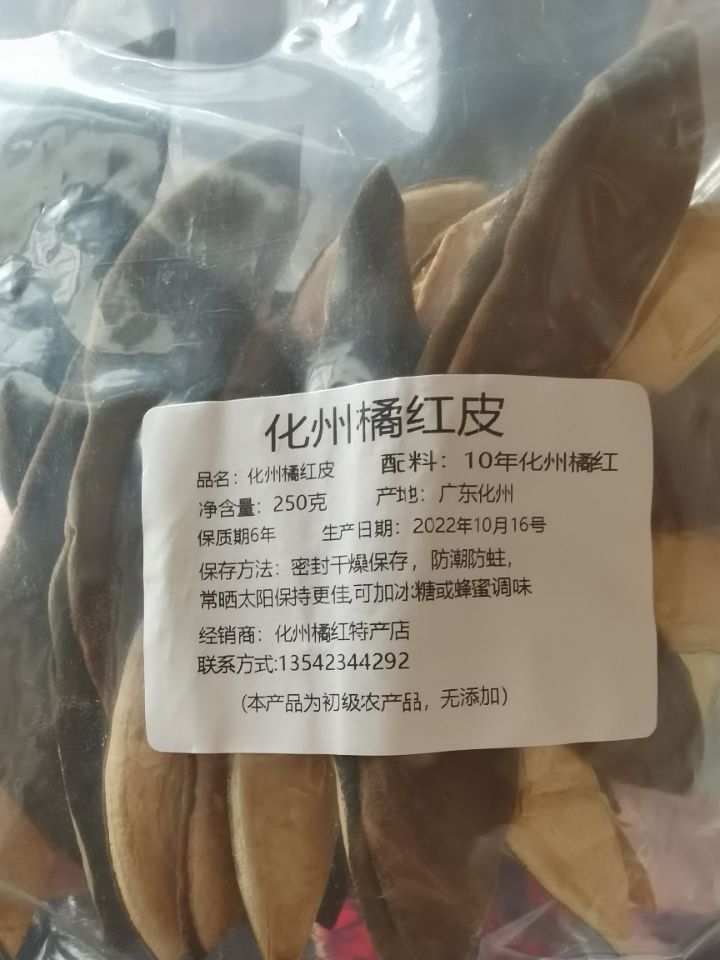 化州橘红皮
品名：化州橘红皮 配料：10年化州橘红
净含量：250克 产地：广东化州
保质期6年 生产日期：2022年10月16号
保存方法：密封干燥保存，防潮防蛀，
常晒太阳保持更佳,可加冰糖或蜂蜜调味
经销商：化州橘红特产店
联系方式:13542344292
（本产品为初级农产品，无添加）